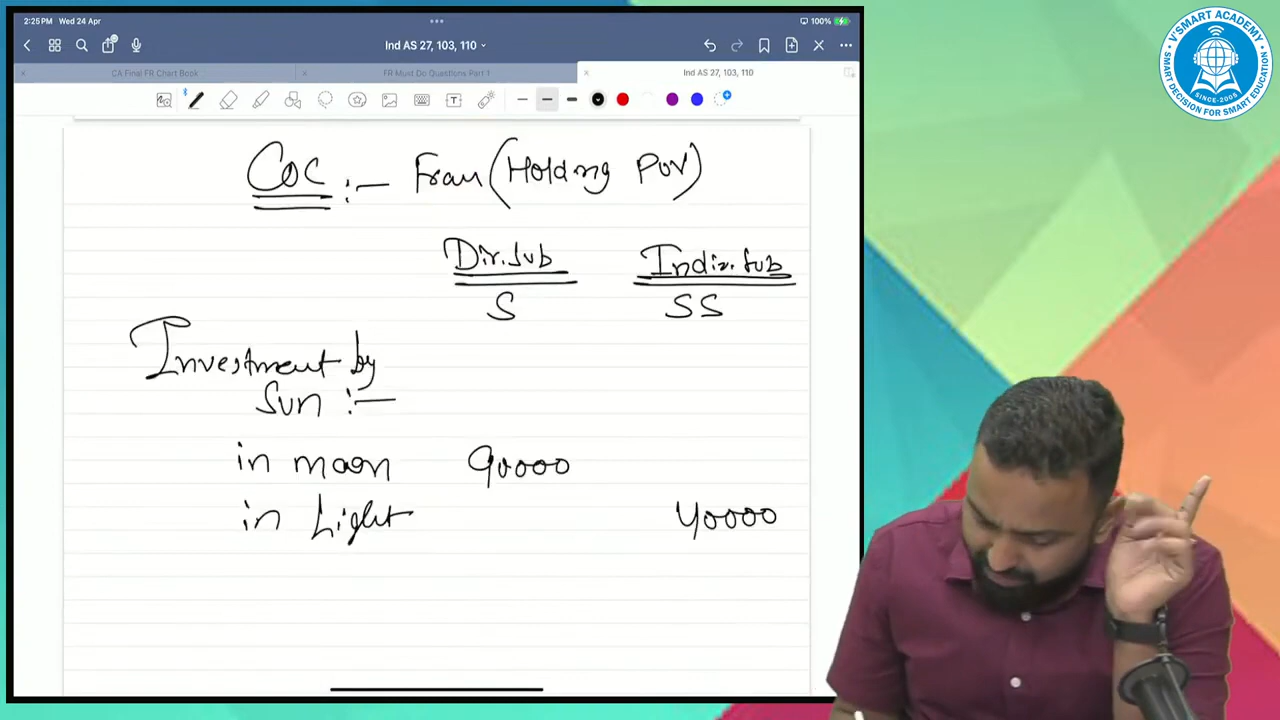 2:25 PM Wed 24 Apr
100%
Ind AS 27, 103, 110
CA Final FR Chart Book
FR Must Do Questions Part 1
Ind AS 27, 103, 110
COC :- From (Holding POV)
Dir. Sub Indir. Sub
S SS
Investment by
Sun :-
in moon 90000
in Light 40000
V'SMART ACADEMY
SMART DECISION FOR SMART EDUCATION
SINCE-2005